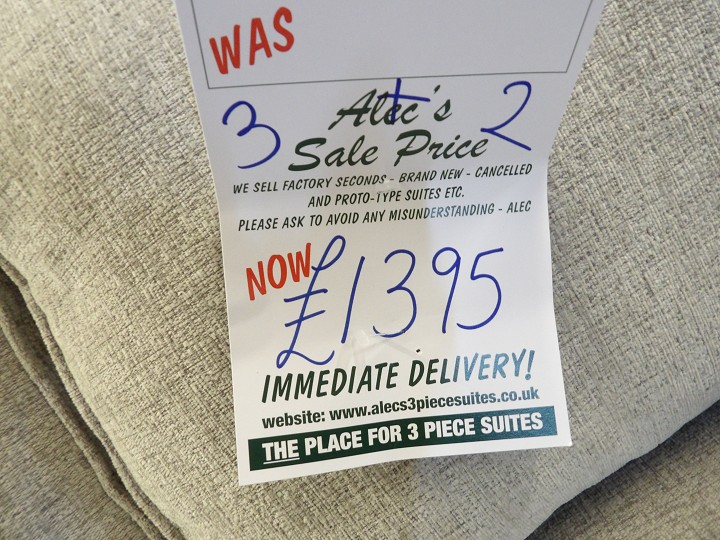 WAS
3 + 2
Alec's
Sale Price
WE SELL FACTORY SECONDS - BRAND NEW - CANCELLED
AND PROTO-TYPE SUITES ETC.
PLEASE ASK TO AVOID ANY MISUNDERSTANDING - ALEC
NOW £1395
IMMEDIATE DELIVERY!
website: www.alecs3piecesuites.co.uk
THE PLACE FOR 3 PIECE SUITES